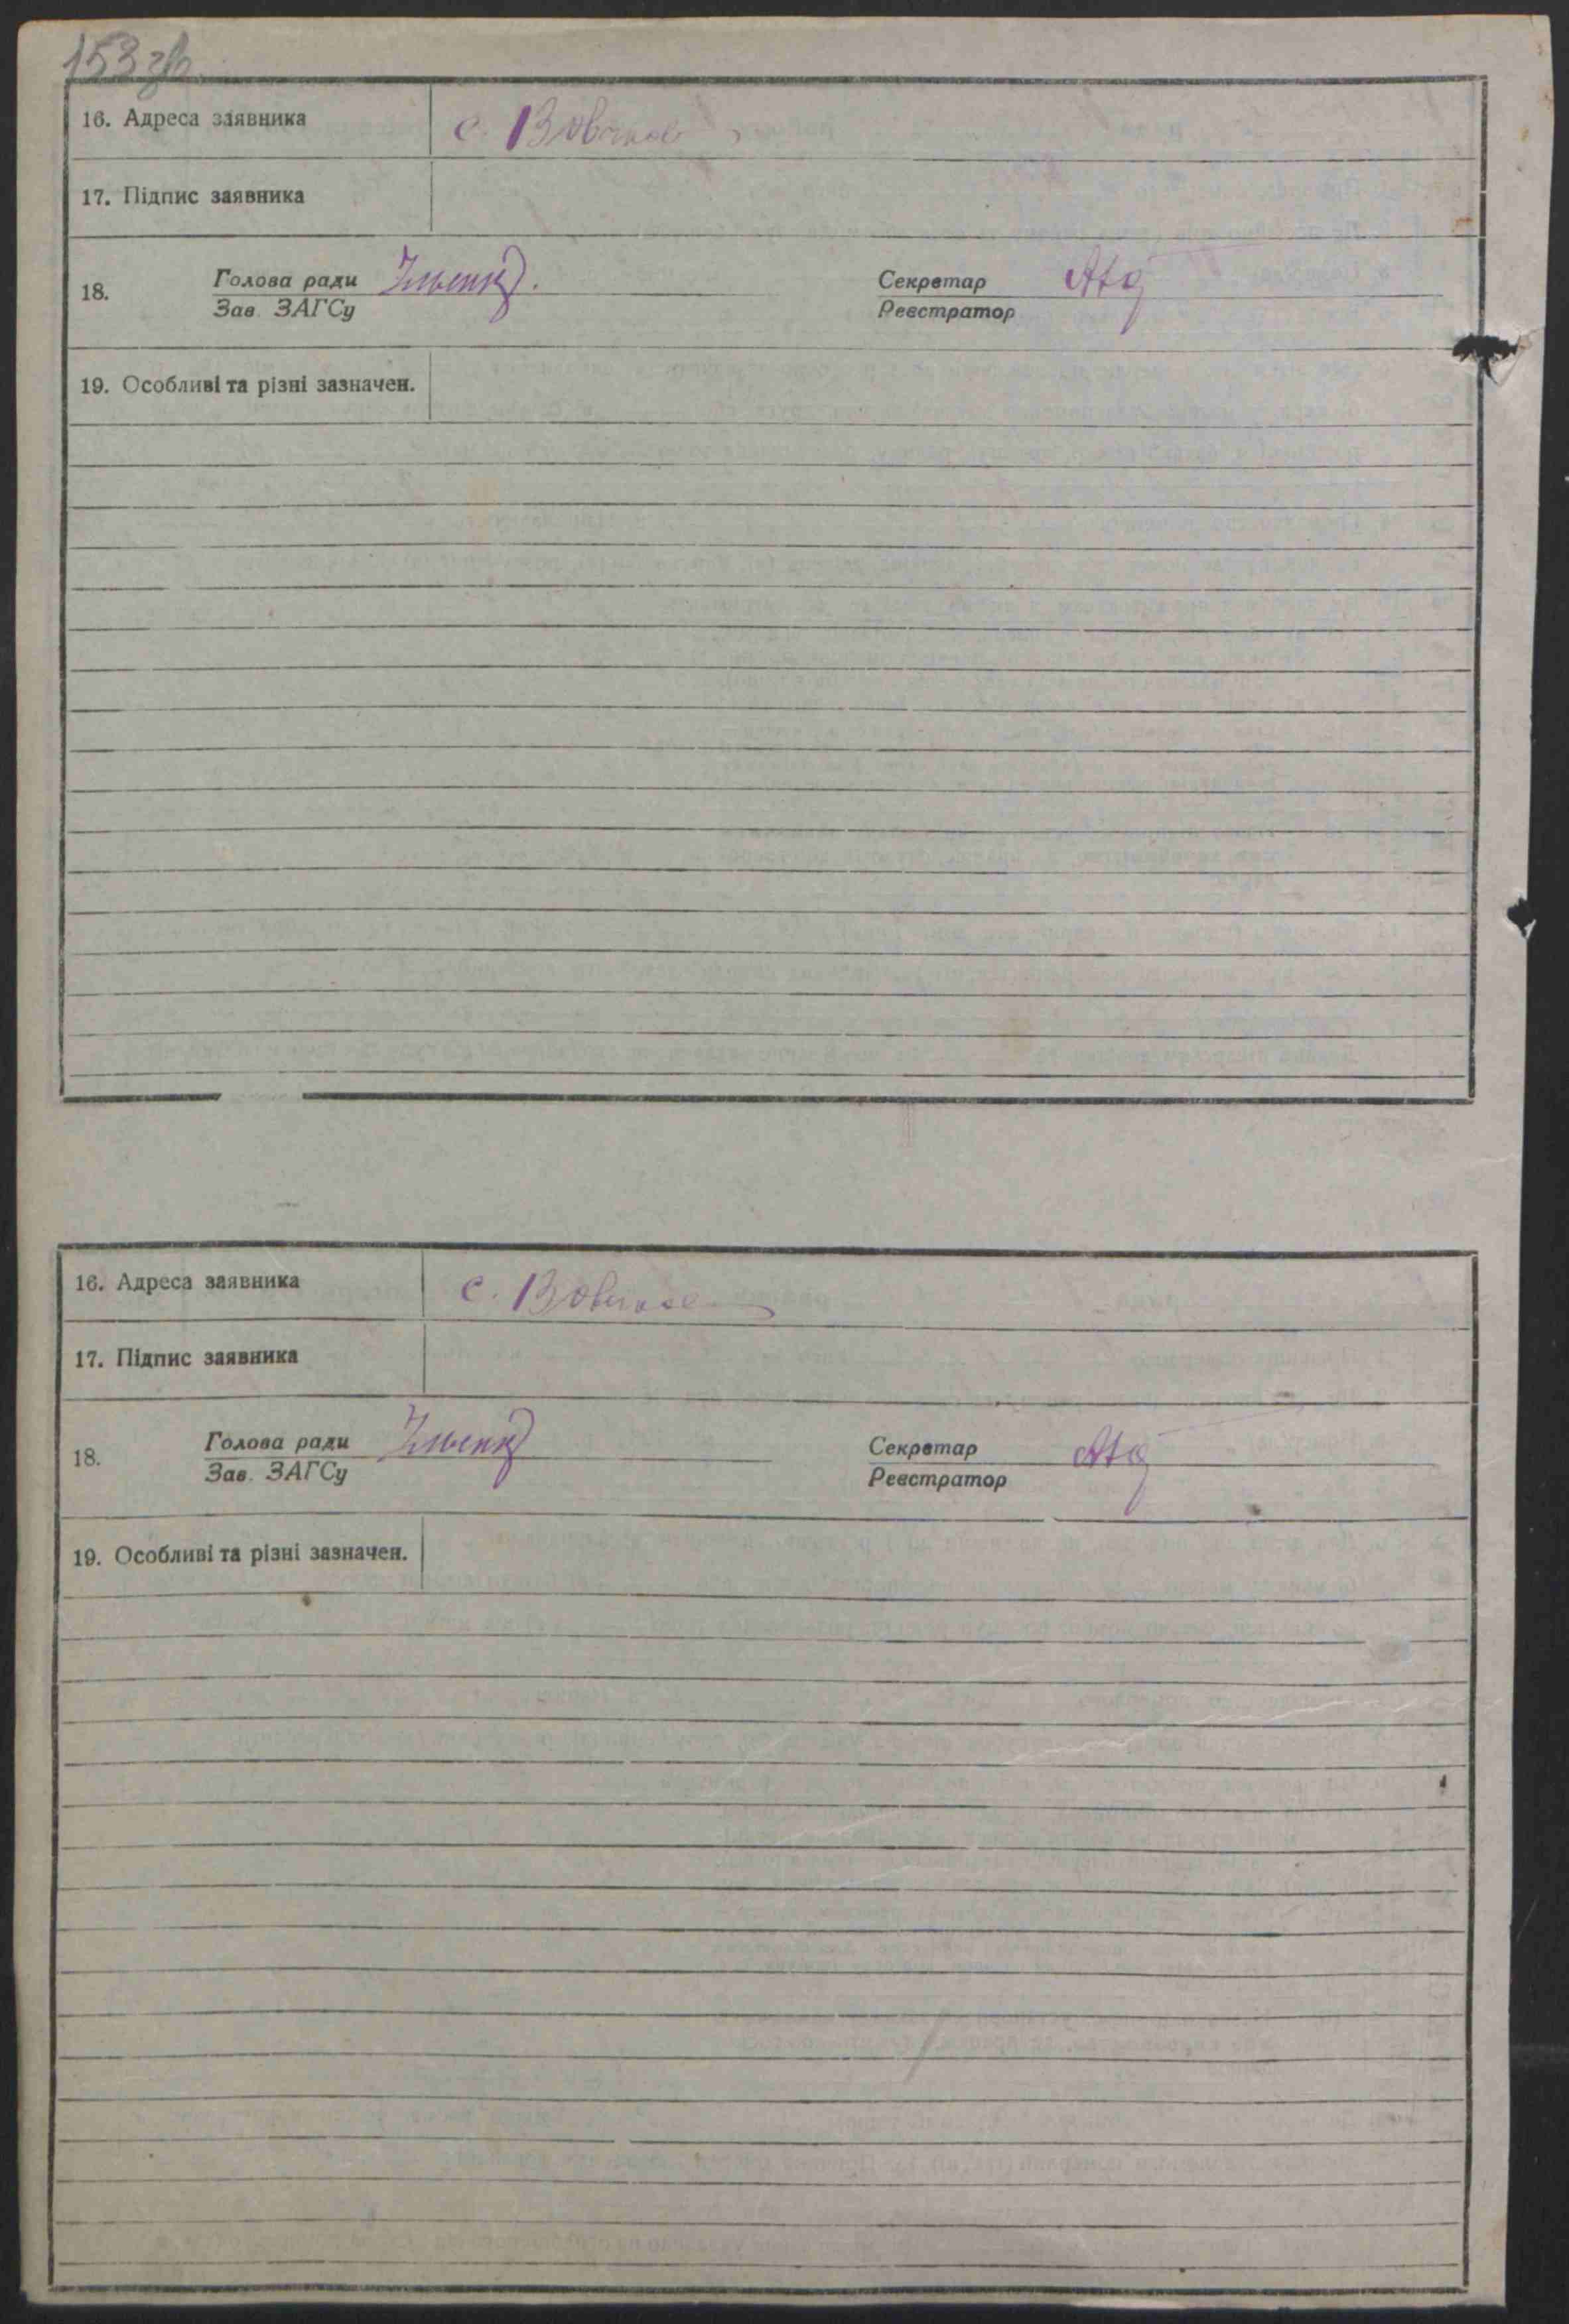 153 зв.
16. Адреса заявника с. Вовчок
17. Підпис заявника
18. Голова ради Секретар
Зав. ЗАГСу Реєстратор
19. Особливі та різні зазначен.
16. Адреса заявника с. Вовчок
17. Підпис заявника
18. Голова ради Секретар
Зав. ЗАГСу Реєстратор
19. Особливі та різні зазначен.